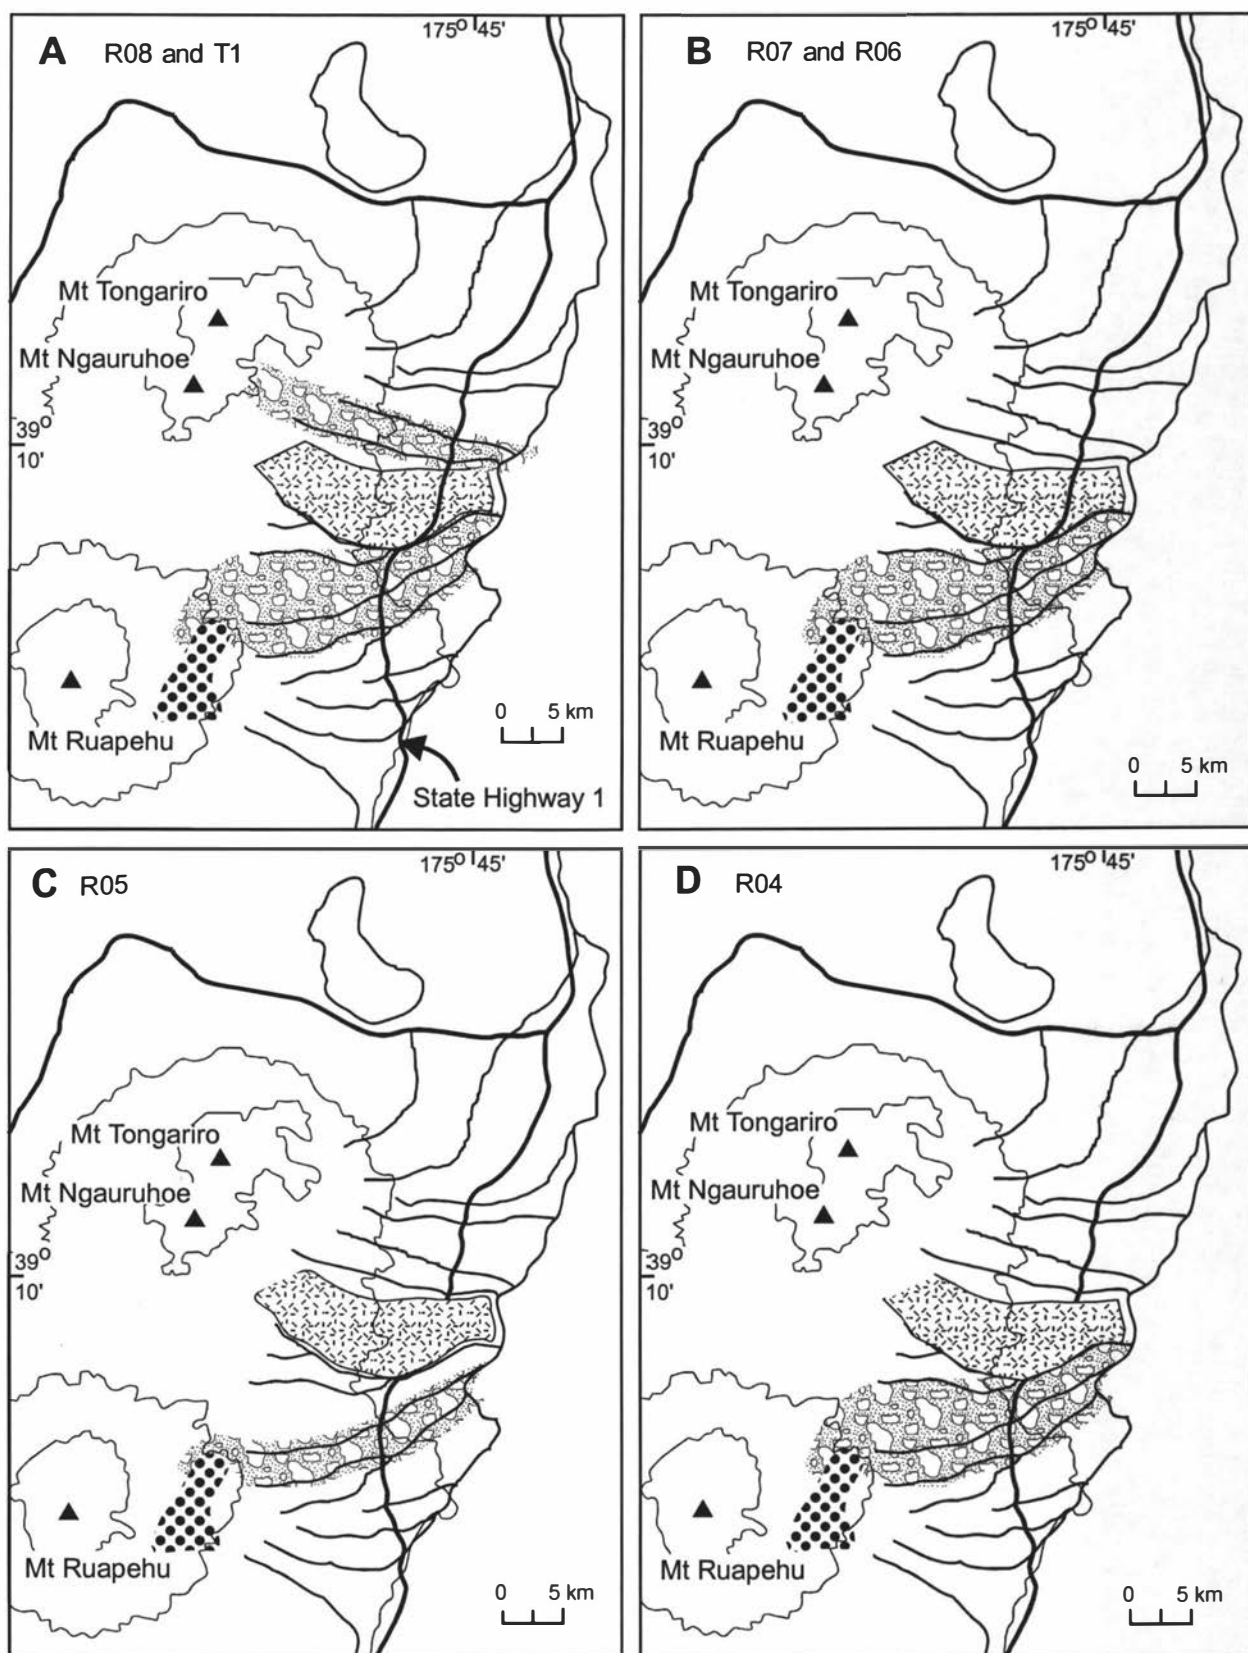 A R08 and T1
175° 45'
Mt Tongariro
Mt Ngauruhoe
39°
10'
Mt Ruapehu
0 5 km
State Highway 1
B R07 and R06
175° 45'
Mt Tongariro
Mt Ngauruhoe
39°
10'
Mt Ruapehu
0 5 km
C R05
175° 45'
Mt Tongariro
Mt Ngauruhoe
39°
10'
Mt Ruapehu
0 5 km
D R04
175° 45'
Mt Tongariro
Mt Ngauruhoe
39°
10'
Mt Ruapehu
0 5 km